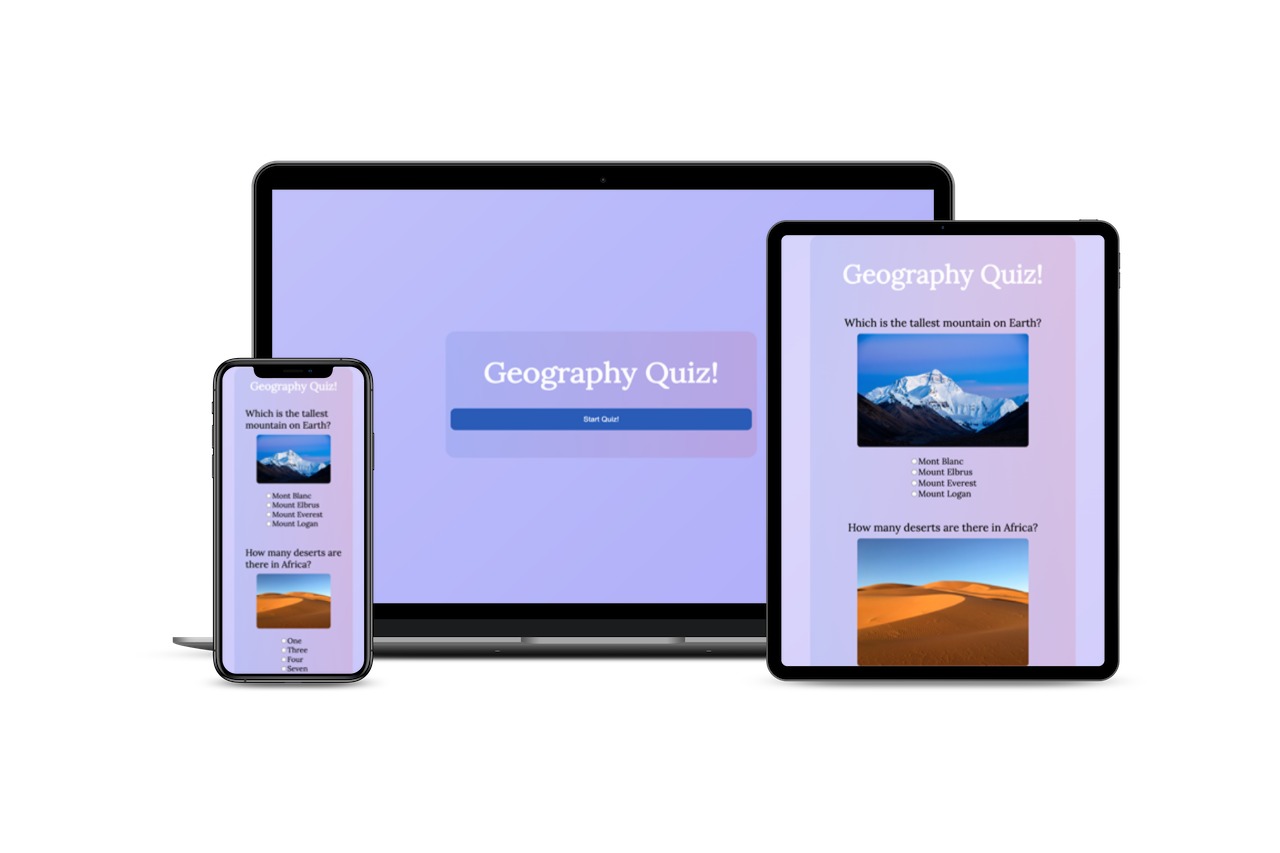 Geography Quiz!
Start Quiz!
Geography Quiz!
Which is the tallest
mountain on Earth?
Mont Blanc
Mount Elbrus
Mount Everest
Mount Logan
How many deserts are
there in Africa?
One
Three
Four
Seven
Geography Quiz!
Which is the tallest mountain on Earth?
Mont Blanc
Mount Elbrus
Mount Everest
Mount Logan
How many deserts are there in Africa?